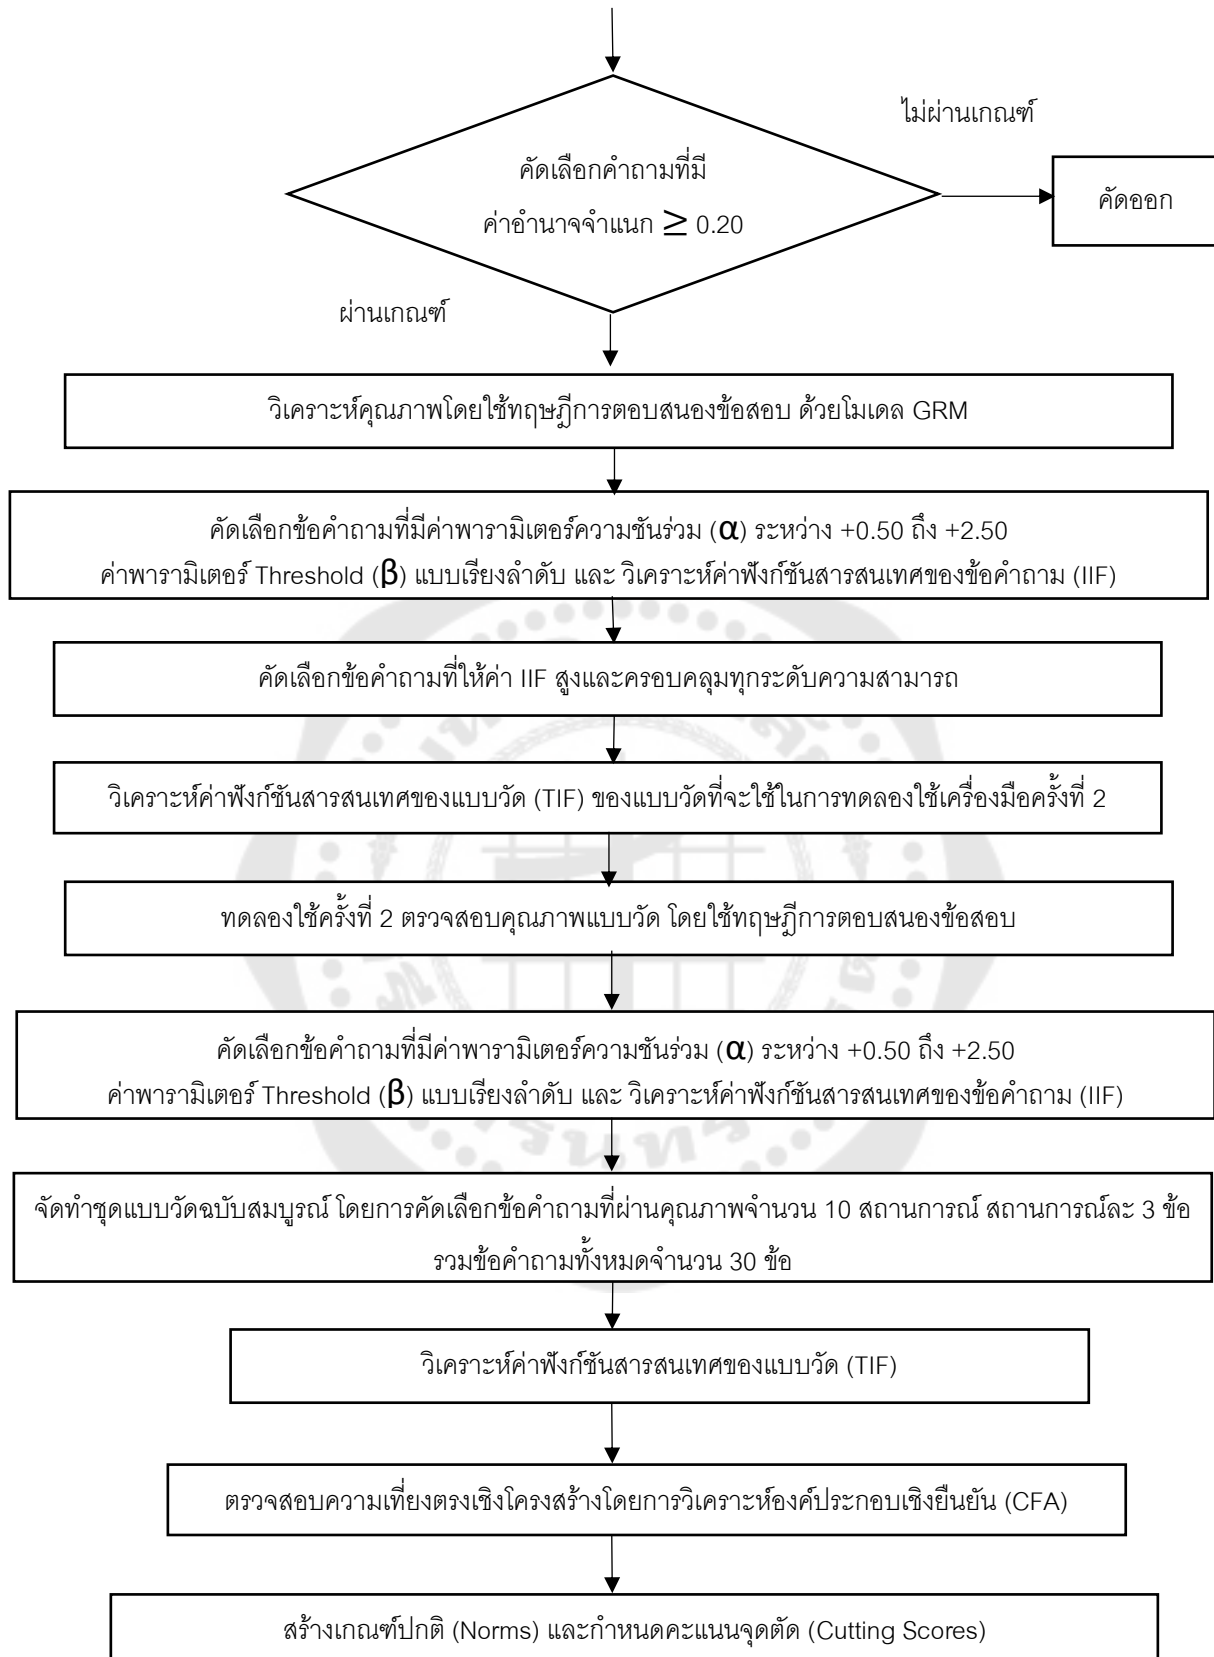 ไม่ผ่านเกณฑ์
คัดเลือกคำถามที่มี
ค่าอำนาจจำแนก ≥ 0.20
คัดออก
ผ่านเกณฑ์
วิเคราะห์คุณภาพโดยใช้ทฤษฎีการตอบสนองข้อสอบ ด้วยโมเดล GRM
คัดเลือกข้อคำถามที่มีค่าพารามิเตอร์ความชันร่วม (α) ระหว่าง +0.50 ถึง +2.50
ค่าพารามิเตอร์ Threshold (β) แบบเรียงลำดับ และ วิเคราะห์ค่าฟังก์ชันสารสนเทศของข้อคำถาม (IIF)
คัดเลือกข้อคำถามที่ให้ค่า IIF สูงและครอบคลุมทุกระดับความสามารถ
วิเคราะห์ค่าฟังก์ชันสารสนเทศของแบบวัด (TIF) ของแบบวัดที่จะใช้ในการทดลองใช้เครื่องมือครั้งที่ 2
ทดลองใช้ครั้งที่ 2 ตรวจสอบคุณภาพแบบวัด โดยใช้ทฤษฎีการตอบสนองข้อสอบ
คัดเลือกข้อคำถามที่มีค่าพารามิเตอร์ความชันร่วม (α) ระหว่าง +0.50 ถึง +2.50
ค่าพารามิเตอร์ Threshold (β) แบบเรียงลำดับ และ วิเคราะห์ค่าฟังก์ชันสารสนเทศของข้อคำถาม (IIF)
จัดทำชุดแบบวัดฉบับสมบูรณ์ โดยการคัดเลือกข้อคำถามที่ผ่านคุณภาพจำนวน 10 สถานการณ์ สถานการณ์ละ 3 ข้อ
รวมข้อคำถามทั้งหมดจำนวน 30 ข้อ
วิเคราะห์ค่าฟังก์ชันสารสนเทศของแบบวัด (TIF)
ตรวจสอบความเที่ยงตรงเชิงโครงสร้างโดยการวิเคราะห์องค์ประกอบเชิงยืนยัน (CFA)
สร้างเกณฑ์ปกติ (Norms) และกำหนดคะแนนจุดตัด (Cutting Scores)